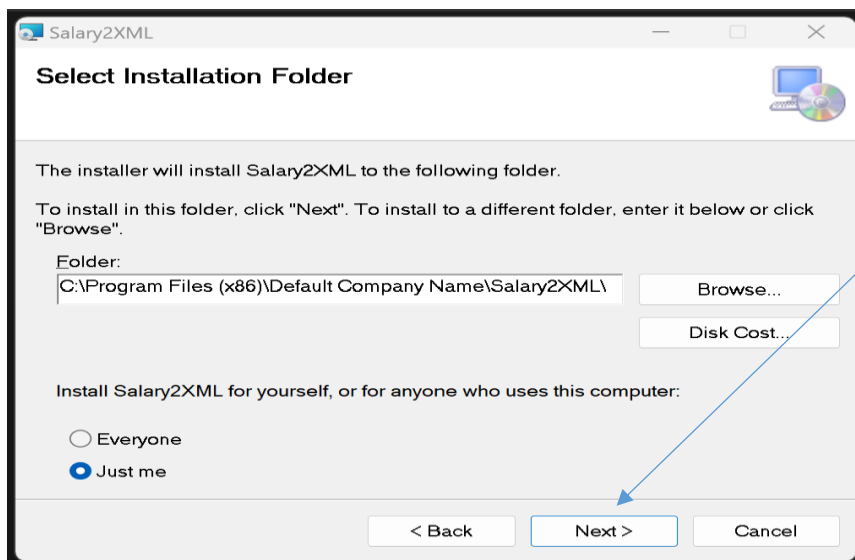 Salary2XML
Select Installation Folder
The installer will install Salary2XML to the following folder.
To install in this folder, click "Next". To install to a different folder, enter it below or click
"Browse".
Folder:
C:\Program Files (x86)\Default Company Name\Salary2XML\
Browse...
Disk Cost...
Install Salary2XML for yourself, or for anyone who uses this computer:
Everyone
Just me
< Back
Next >
Cancel